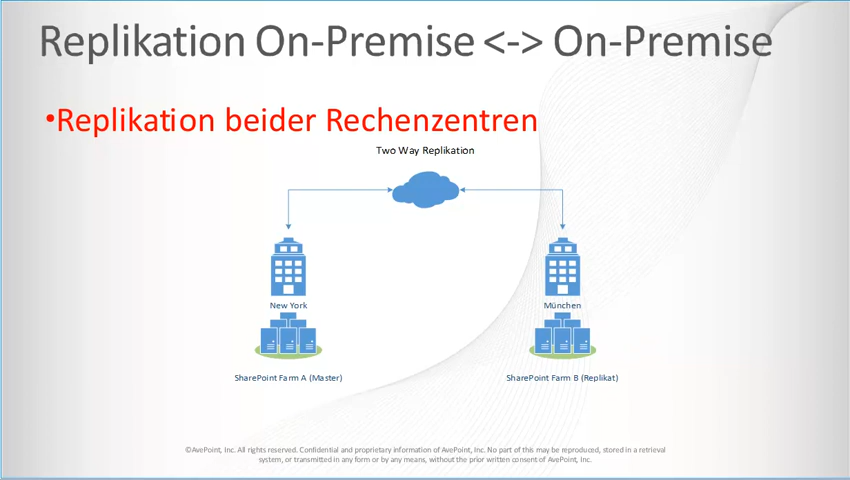 Replikation On-Premise <-> On-Premise
•Replikation beider Rechenzentren
Two Way Replikation
New York
München
SharePoint Farm A (Master)
SharePoint Farm B (Replikat)
©AvePoint, Inc. All rights reserved. Confidential and proprietary information of AvePoint, Inc. No part of this may be reproduced, stored in a retrieval
system, or transmitted in any form or by any means, without the prior written consent of AvePoint, Inc.